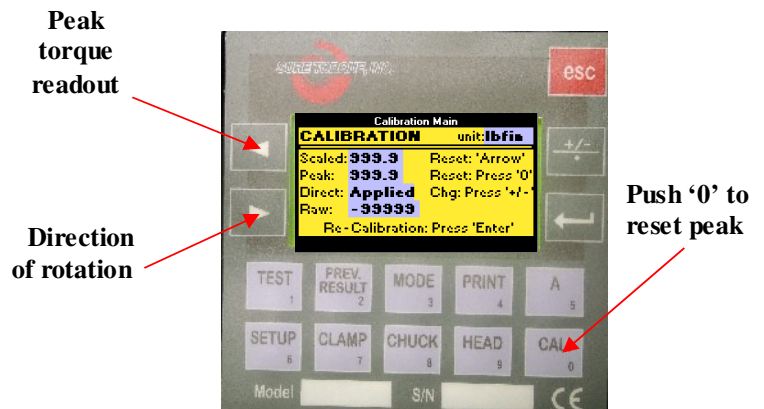 Peak
torque
readout
Direction
of rotation
SURE TORQUE, INC.
esc
Calibration Main
CALIBRATION unit:lbfin
Scaled: 999.9 Reset: 'Arrow'
Peak: 999.9 Reset: Press '0'
Direct: Applied Chg: Press '+/-'
Raw: -99999
Re-Calibration: Press 'Enter'
+/-
.
Push ‘0’ to
reset peak
TEST 1
PREV. RESULT 2
MODE 3
PRINT 4
A 5
SETUP 6
CLAMP 7
CHUCK 8
HEAD 9
CAL 0
Model
S/N
CE